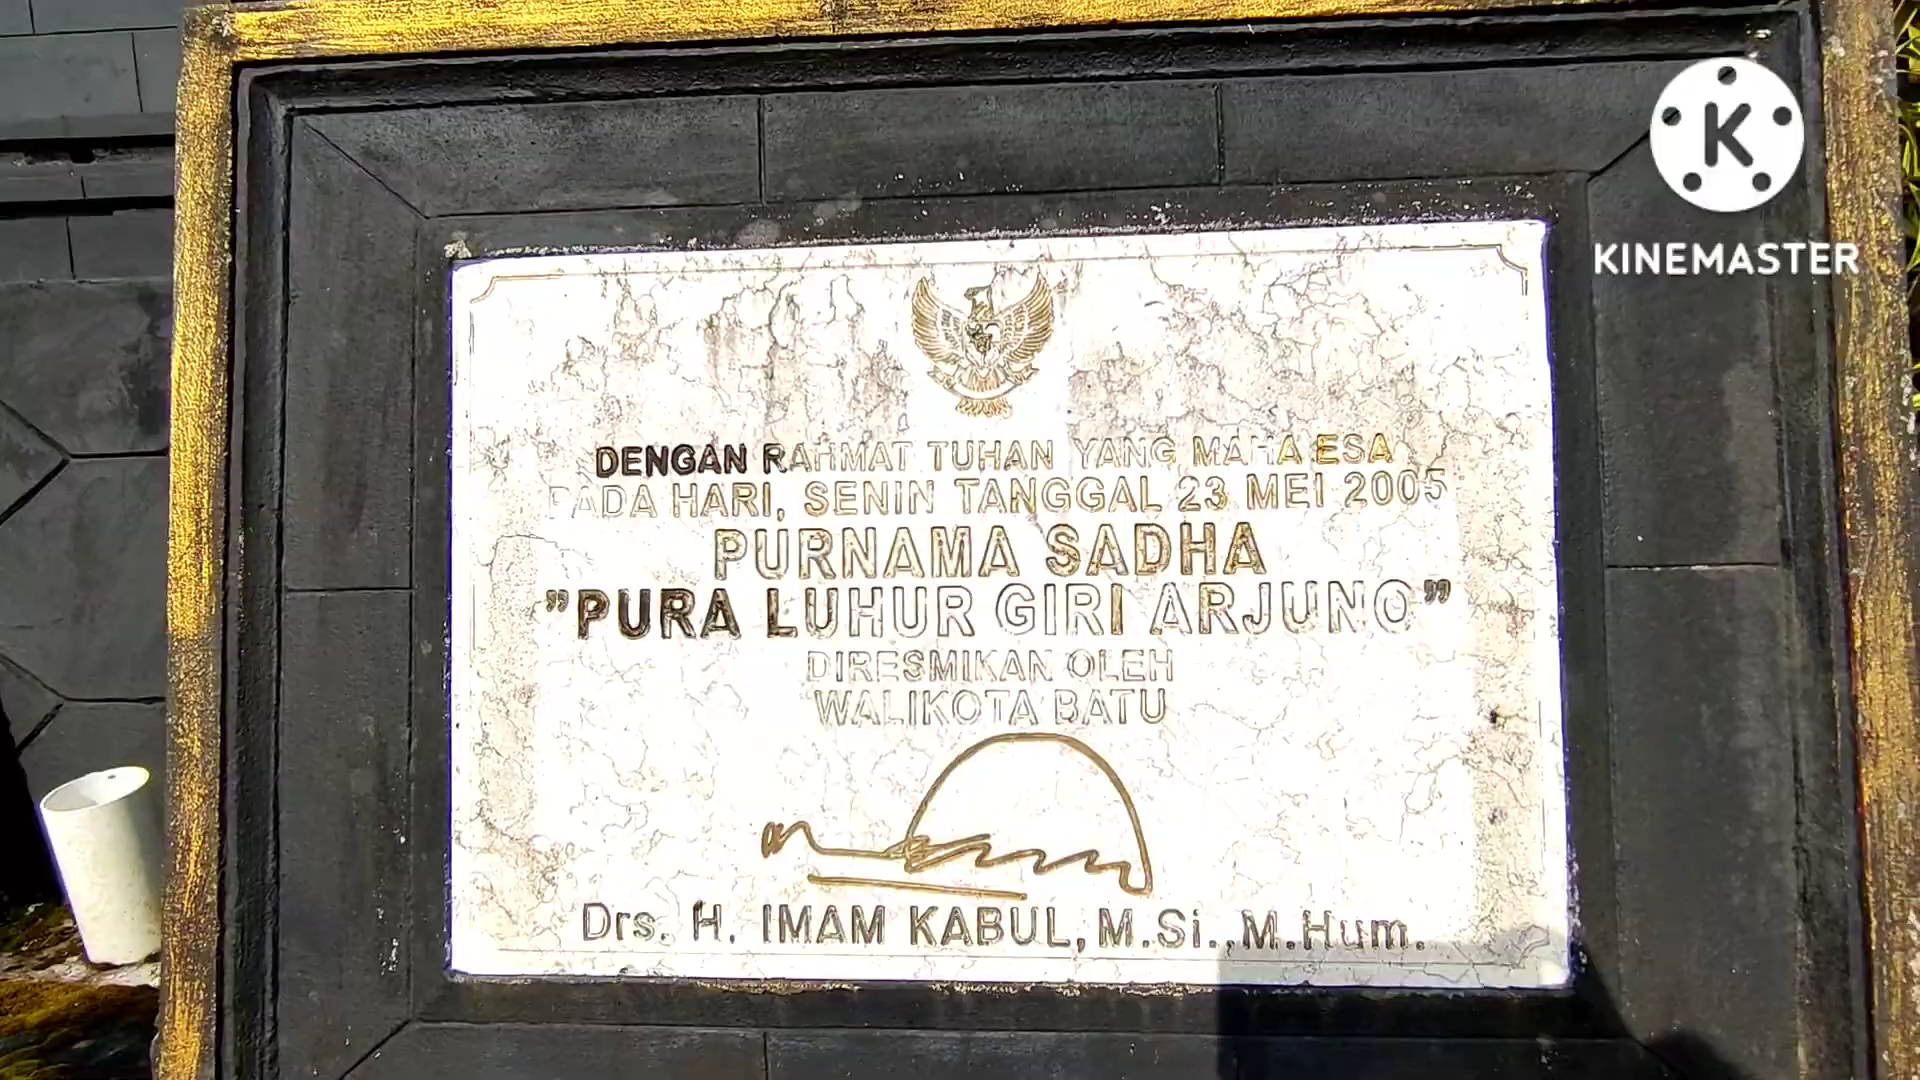 K
KINEMASTER
DENGAN RAHMAT TUHAN YANG MAHA ESA
PADA HARI, SENIN TANGGAL 23 MEI 2005
PURNAMA SADHA
"PURA LUHUR GIRI ARJUNO"
DIRESMIKAN OLEH
WALIKOTA BATU
Drs. H. IMAM KABUL, M.Si., M.Hum.